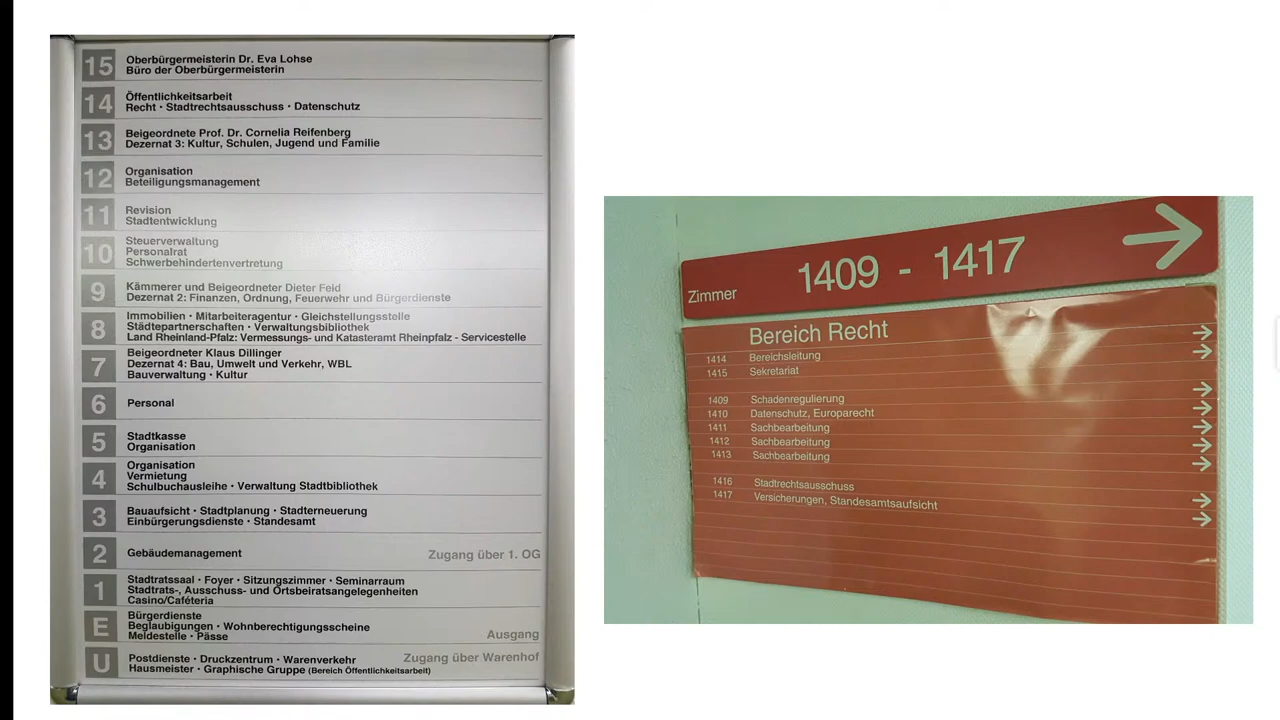 15 Oberbürgermeisterin Dr. Eva Lohse
Büro der Oberbürgermeisterin
14 Öffentlichkeitsarbeit
Recht · Stadtrechtsausschuss · Datenschutz
13 Beigeordnete Prof. Dr. Cornelia Reifenberg
Dezernat 3: Kultur, Schulen, Jugend und Familie
12 Organisation
Beteiligungsmanagement
11 Revision
Stadtentwicklung
10 Steuerverwaltung
Personalrat
Schwerbehindertenvertretung
9 Kämmerer und Beigeordneter Dieter Feid
Dezernat 2: Finanzen, Ordnung, Feuerwehr und Bürgerdienste
8 Immobilien · Mitarbeiteragentur · Gleichstellungsstelle
Städtepartnerschaften · Verwaltungsbibliothek
Land Rheinland-Pfalz: Vermessungs- und Katasteramt Rheinpfalz - Servicestelle
7 Beigeordneter Klaus Dillinger
Dezernat 4: Bau, Umwelt und Verkehr, WBL
Bauverwaltung · Kultur
6 Personal
5 Stadtkasse
Organisation
4 Organisation
Vermietung
Schulbuchausleihe · Verwaltung Stadtbibliothek
3 Bauaufsicht · Stadtplanung · Stadterneuerung
Einbürgerungsdienste · Standesamt
2 Gebäudemanagement Zugang über 1. OG
1 Stadtratssaal · Foyer · Sitzungszimmer · Seminarraum
Stadtrats-, Ausschuss- und Ortsbeiratsangelegenheiten
Casino/Caféteria
E Bürgerdienste
Beglaubigungen · Wohnberechtigungsscheine
Meldestelle · Pässe Ausgang
U Postdienste · Druckzentrum · Warenverkehr Zugang über Warenhof
Hausmeister · Graphische Gruppe (Bereich Öffentlichkeitsarbeit)
Zimmer 1409 - 1417
Bereich Recht
1414 Bereichsleitung
1415 Sekretariat
1409 Schadenregulierung
1410 Datenschutz, Europarecht
1411 Sachbearbeitung
1412 Sachbearbeitung
1413 Sachbearbeitung
1416 Stadtrechtsausschuss
1417 Versicherungen, Standesamtsaufsicht